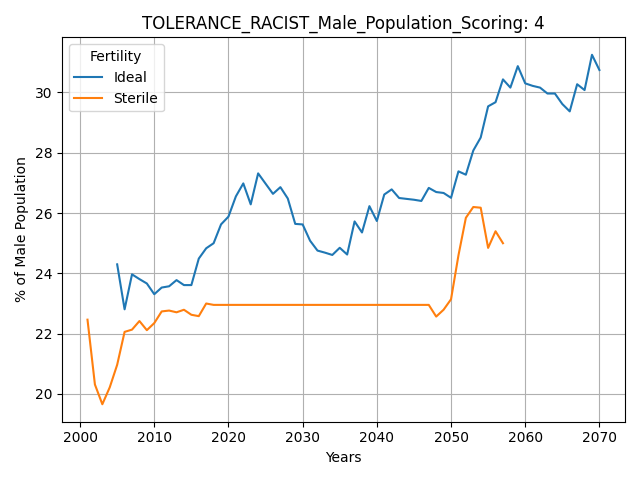 TOLERANCE_RACIST_Male_Population_Scoring: 4
Fertility
Ideal
Sterile
% of Male Population
30
28
26
24
22
20
2000 2010 2020 2030 2040 2050 2060 2070
Years